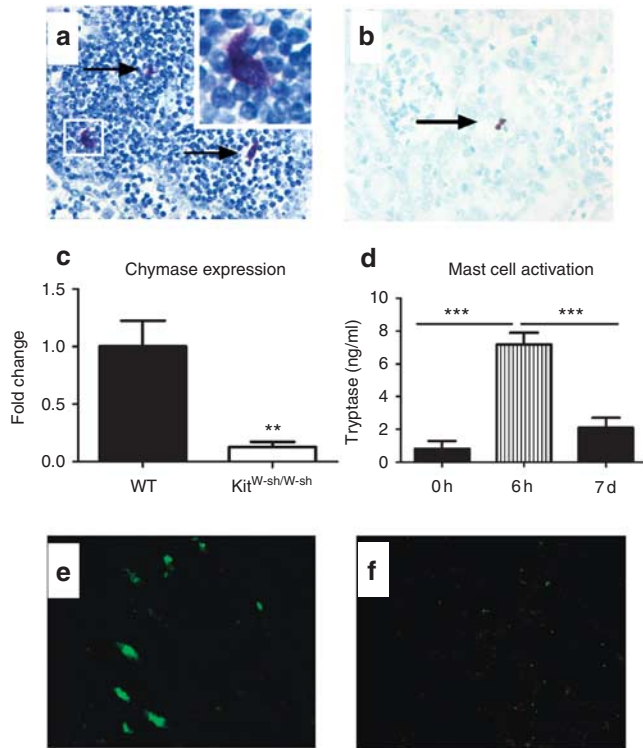 a
b
c
Chymase expression
Fold change
1.5
1.0
0.5
0.0
**
WT
Kit^W-sh/W-sh
d
Mast cell activation
Tryptase (ng/ml)
10
8
6
4
2
0
***
***
0 h
6 h
7 d
e
f